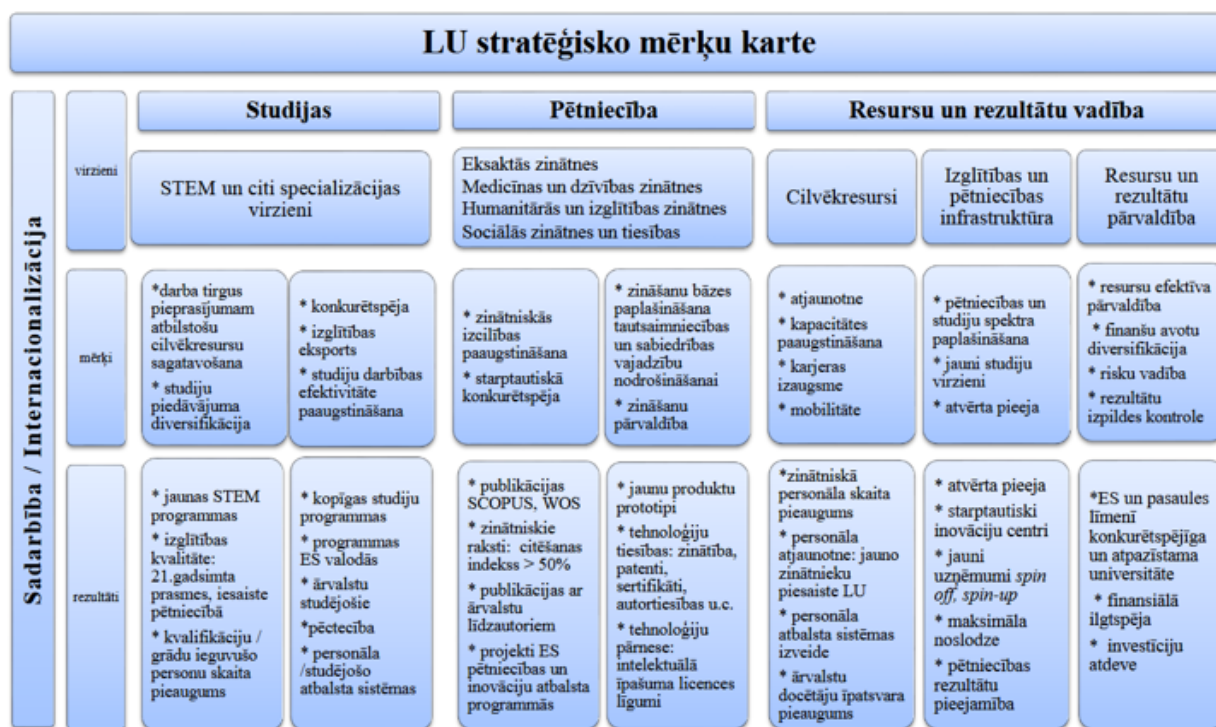 LU stratēģisko mērķu karte
Sadarbība / Internacionalizācija
virzieni
Studijas
Pētniecība
Resursu un rezultātu vadība
STEM un citi specializācijas
virzieni
Eksaktās zinātnes
Medicīnas un dzīvības zinātnes
Humanitārās un izglītības zinātnes
Sociālās zinātnes un tiesības
Cilvēkresursi
Izglītības un
pētniecības
infrastruktūra
Resursu un
rezultātu
pārvaldība
mērķi
*darba tirgus
pieprasījumam
atbilstošu
cilvēkresursu
sagatavošana
* studiju
piedāvājuma
diversifikācija
* konkurētspēja
* izglītības
eksports
* studiju darbības
efektivitāte
paaugstināšana
* zinātniskās
izcilības
paaugstināšana
* starptautiskā
konkurētspēja
* zināšanu bāzes
paplašināšana
tautsaimniecības
un sabiedrības
vajadzību
nodrošināšanai
* zināšanu
pārvaldība
* atjaunotne
* kapacitātes
paaugstināšana
* karjeras
izaugsme
* mobilitāte
* pētniecības un
studiju spektra
paplašināšana
* jauni studiju
virzieni
* atvērta pieeja
* resursu efektīva
pārvaldība
* finanšu avotu
diversifikācija
* risku vadība
* rezultātu
izpildes kontrole
rezultāti
* jaunas STEM
programmas
* izglītības
kvalitāte:
21.gadsimta
prasmes, iesaiste
pētniecībā
* kvalifikāciju /
grādu ieguvušo
personu skaita
pieaugums
* kopīgas studiju
programmas
* programmas
ES valodās
* ārvalstu
studējošie
*pēctecība
* personāla
/studējošo
atbalsta sistēmas
* publikācijas
SCOPUS, WOS
* zinātniskie
raksti: citēšanas
indekss > 50%
* publikācijas ar
ārvalstu
līdzautoriem
* projekti ES
pētniecības un
inovāciju atbalsta
programmās
* jaunu produktu
prototipi
* tehnoloģiju
tiesības: zinātība,
patenti,
sertifikāti,
autortiesības u.c.
* tehnoloģiju
pārnese:
intelektuālā
īpašuma licences
līgumi
*zinātniskā
personāla skaita
pieaugums
* personāla
atjaunotne: jauno
zinātnieku
piesaiste LU
* personāla
atbalsta sistēmas
izveide
* ārvalstu
docētāju īpatsvara
pieaugums
* atvērta pieeja
* starptautiski
inovāciju centri
* jauni
uzņēmumi spin
off, spin-up
* maksimāla
noslodze
* pētniecības
rezultātu
pieejamība
*ES un pasaules
līmenī
konkurētspējīga
un atpazīstama
universitāte
* finansiālā
ilgtspēja
* investīciju
atdeve